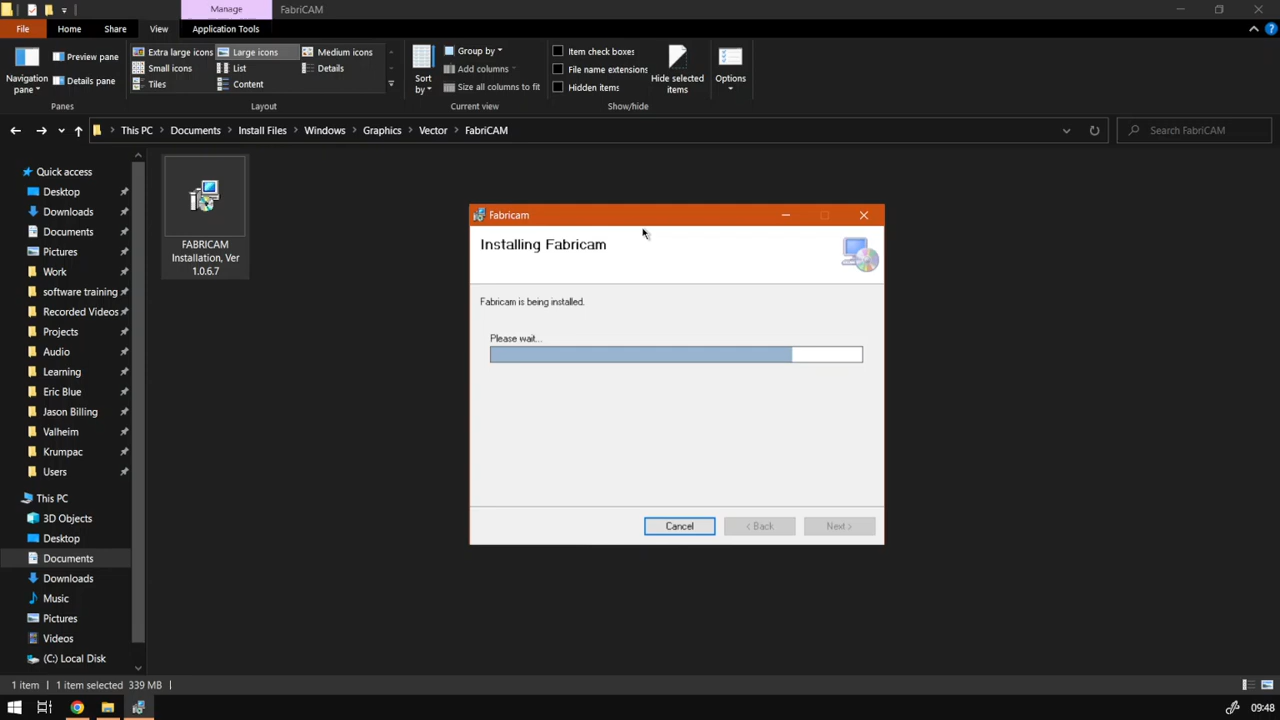 Manage
FabriCAM
File
Home
Share
View
Application Tools
Navigation
pane
Preview pane
Details pane
Panes
Extra large icons
Large icons
Medium icons
Small icons
List
Details
Tiles
Content
Layout
Sort
by
Group by
Add columns
Size all columns to fit
Current view
Item check boxes
File name extensions
Hidden items
Hide selected
items
Show/hide
Options
This PC
Documents
Install Files
Windows
Graphics
Vector
FabriCAM
Search FabriCAM
Quick access
Desktop
Downloads
Documents
Pictures
Work
software training
Recorded Videos
Projects
Audio
Learning
Eric Blue
Jason Billing
Valheim
Krumpac
Users
This PC
3D Objects
Desktop
Documents
Downloads
Music
Pictures
Videos
(C:) Local Disk
FABRICAM
Installation, Ver
1.0.6.7
Fabricam
Installing Fabricam
Fabricam is being installed.
Please wait...
Cancel
< Back
Next >
1 item
1 item selected 339 MB
09:48